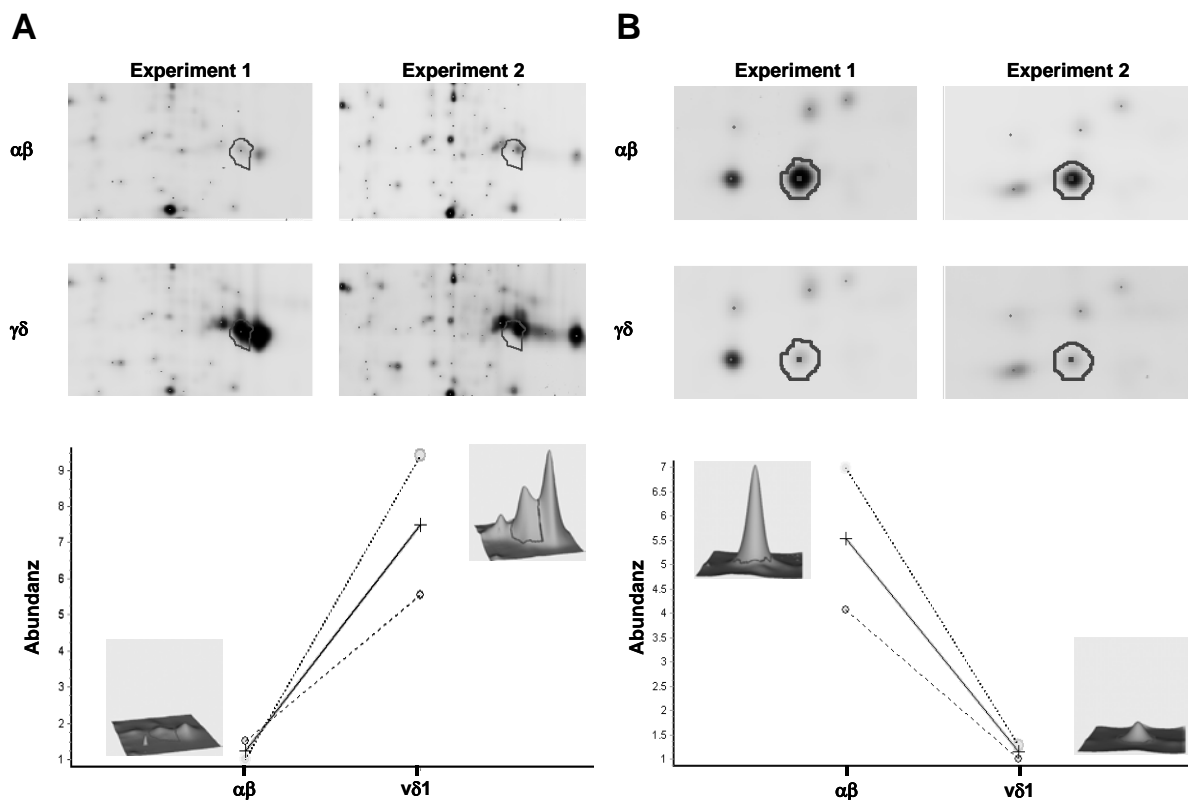 A B
Experiment 1 Experiment 2 Experiment 1 Experiment 2
αβ αβ
γδ γδ
Abundanz
9
8
7
6
5
4
3
2
1
αβ vδ1
Abundanz
7
6.5
6
5.5
5
4.5
4
3.5
3
2.5
2
1.5
1
αβ vδ1